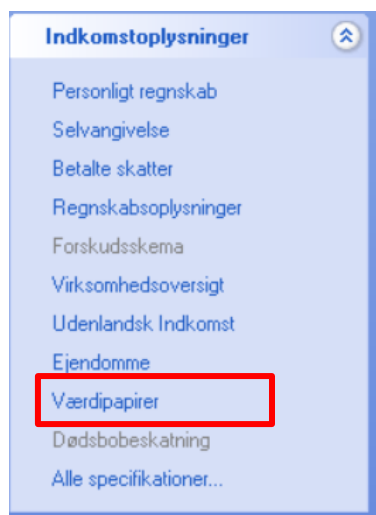 Indkomstoplysninger
Personligt regnskab
Selvangivelse
Betalte skatter
Regnskabsoplysninger
Forskudsskema
Virksomhedsoversigt
Udenlandsk Indkomst
Ejendomme
Værdipapirer
Dødsbobeskatning
Alle specifikationer...